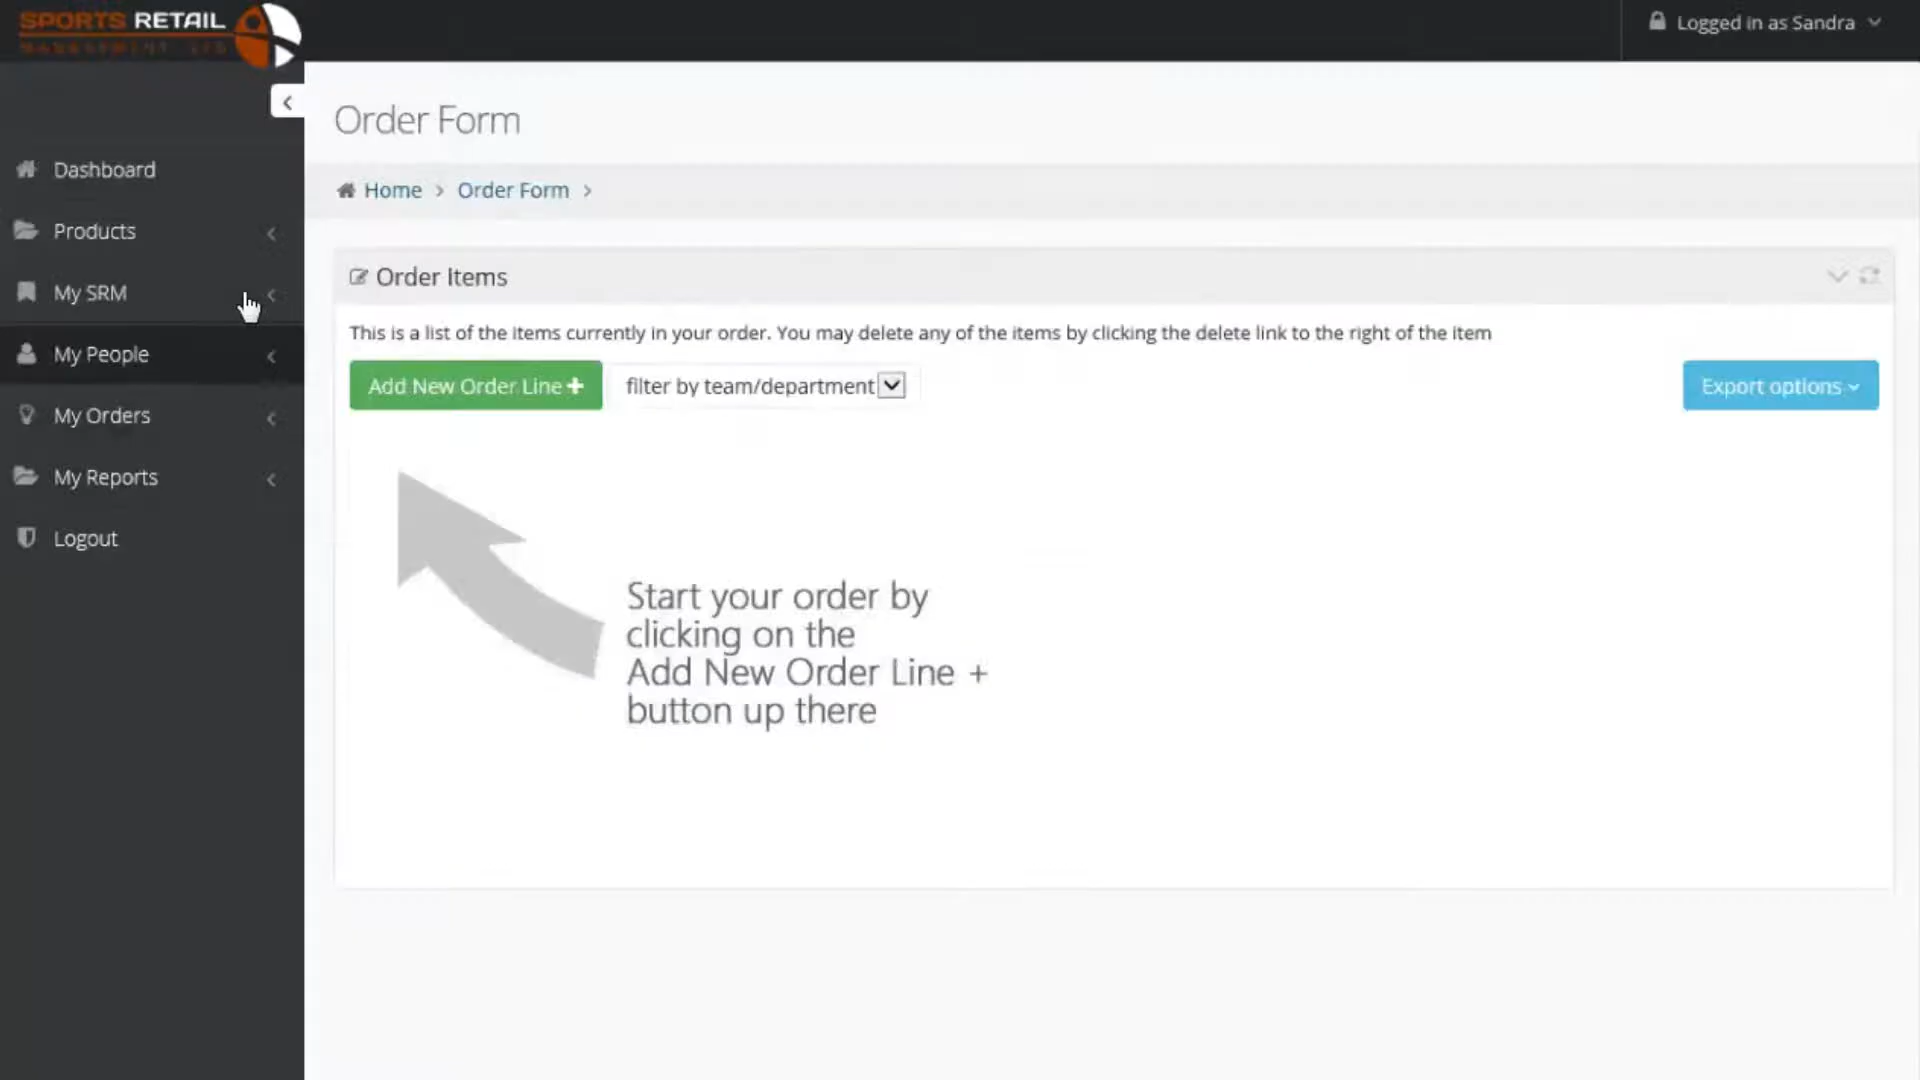 SPORTS RETAIL
MANAGEMENT LTD
Logged in as Sandra
Order Form
Dashboard
Home > Order Form >
Products
Order Items
My SRM
This is a list of the items currently in your order. You may delete any of the items by clicking the delete link to the right of the item
My People
Add New Order Line +
filter by team/department
Export options
My Orders
My Reports
Logout
Start your order by
clicking on the
Add New Order Line +
button up there